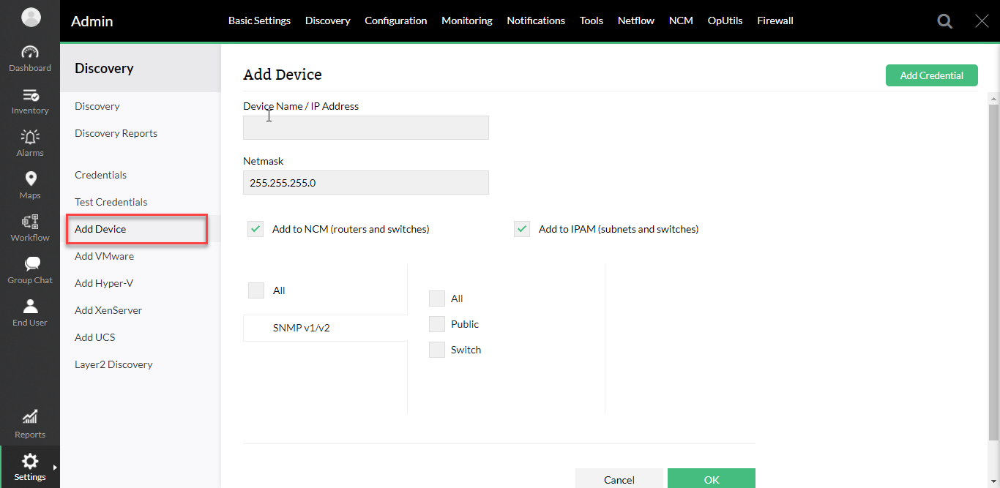 Admin
Basic Settings Discovery Configuration Monitoring Notifications Tools Netflow NCM OpUtils Firewall
Dashboard
Inventory
Alarms
Maps
Workflow
Group Chat
End User
Reports
Settings
Discovery
Discovery
Discovery Reports
Credentials
Test Credentials
Add Device
Add VMware
Add Hyper-V
Add XenServer
Add UCS
Layer2 Discovery
Add Device
Add Credential
Device Name / IP Address
Netmask
255.255.255.0
Add to NCM (routers and switches)
Add to IPAM (subnets and switches)
All
SNMP v1/v2
All
Public
Switch
Cancel
OK